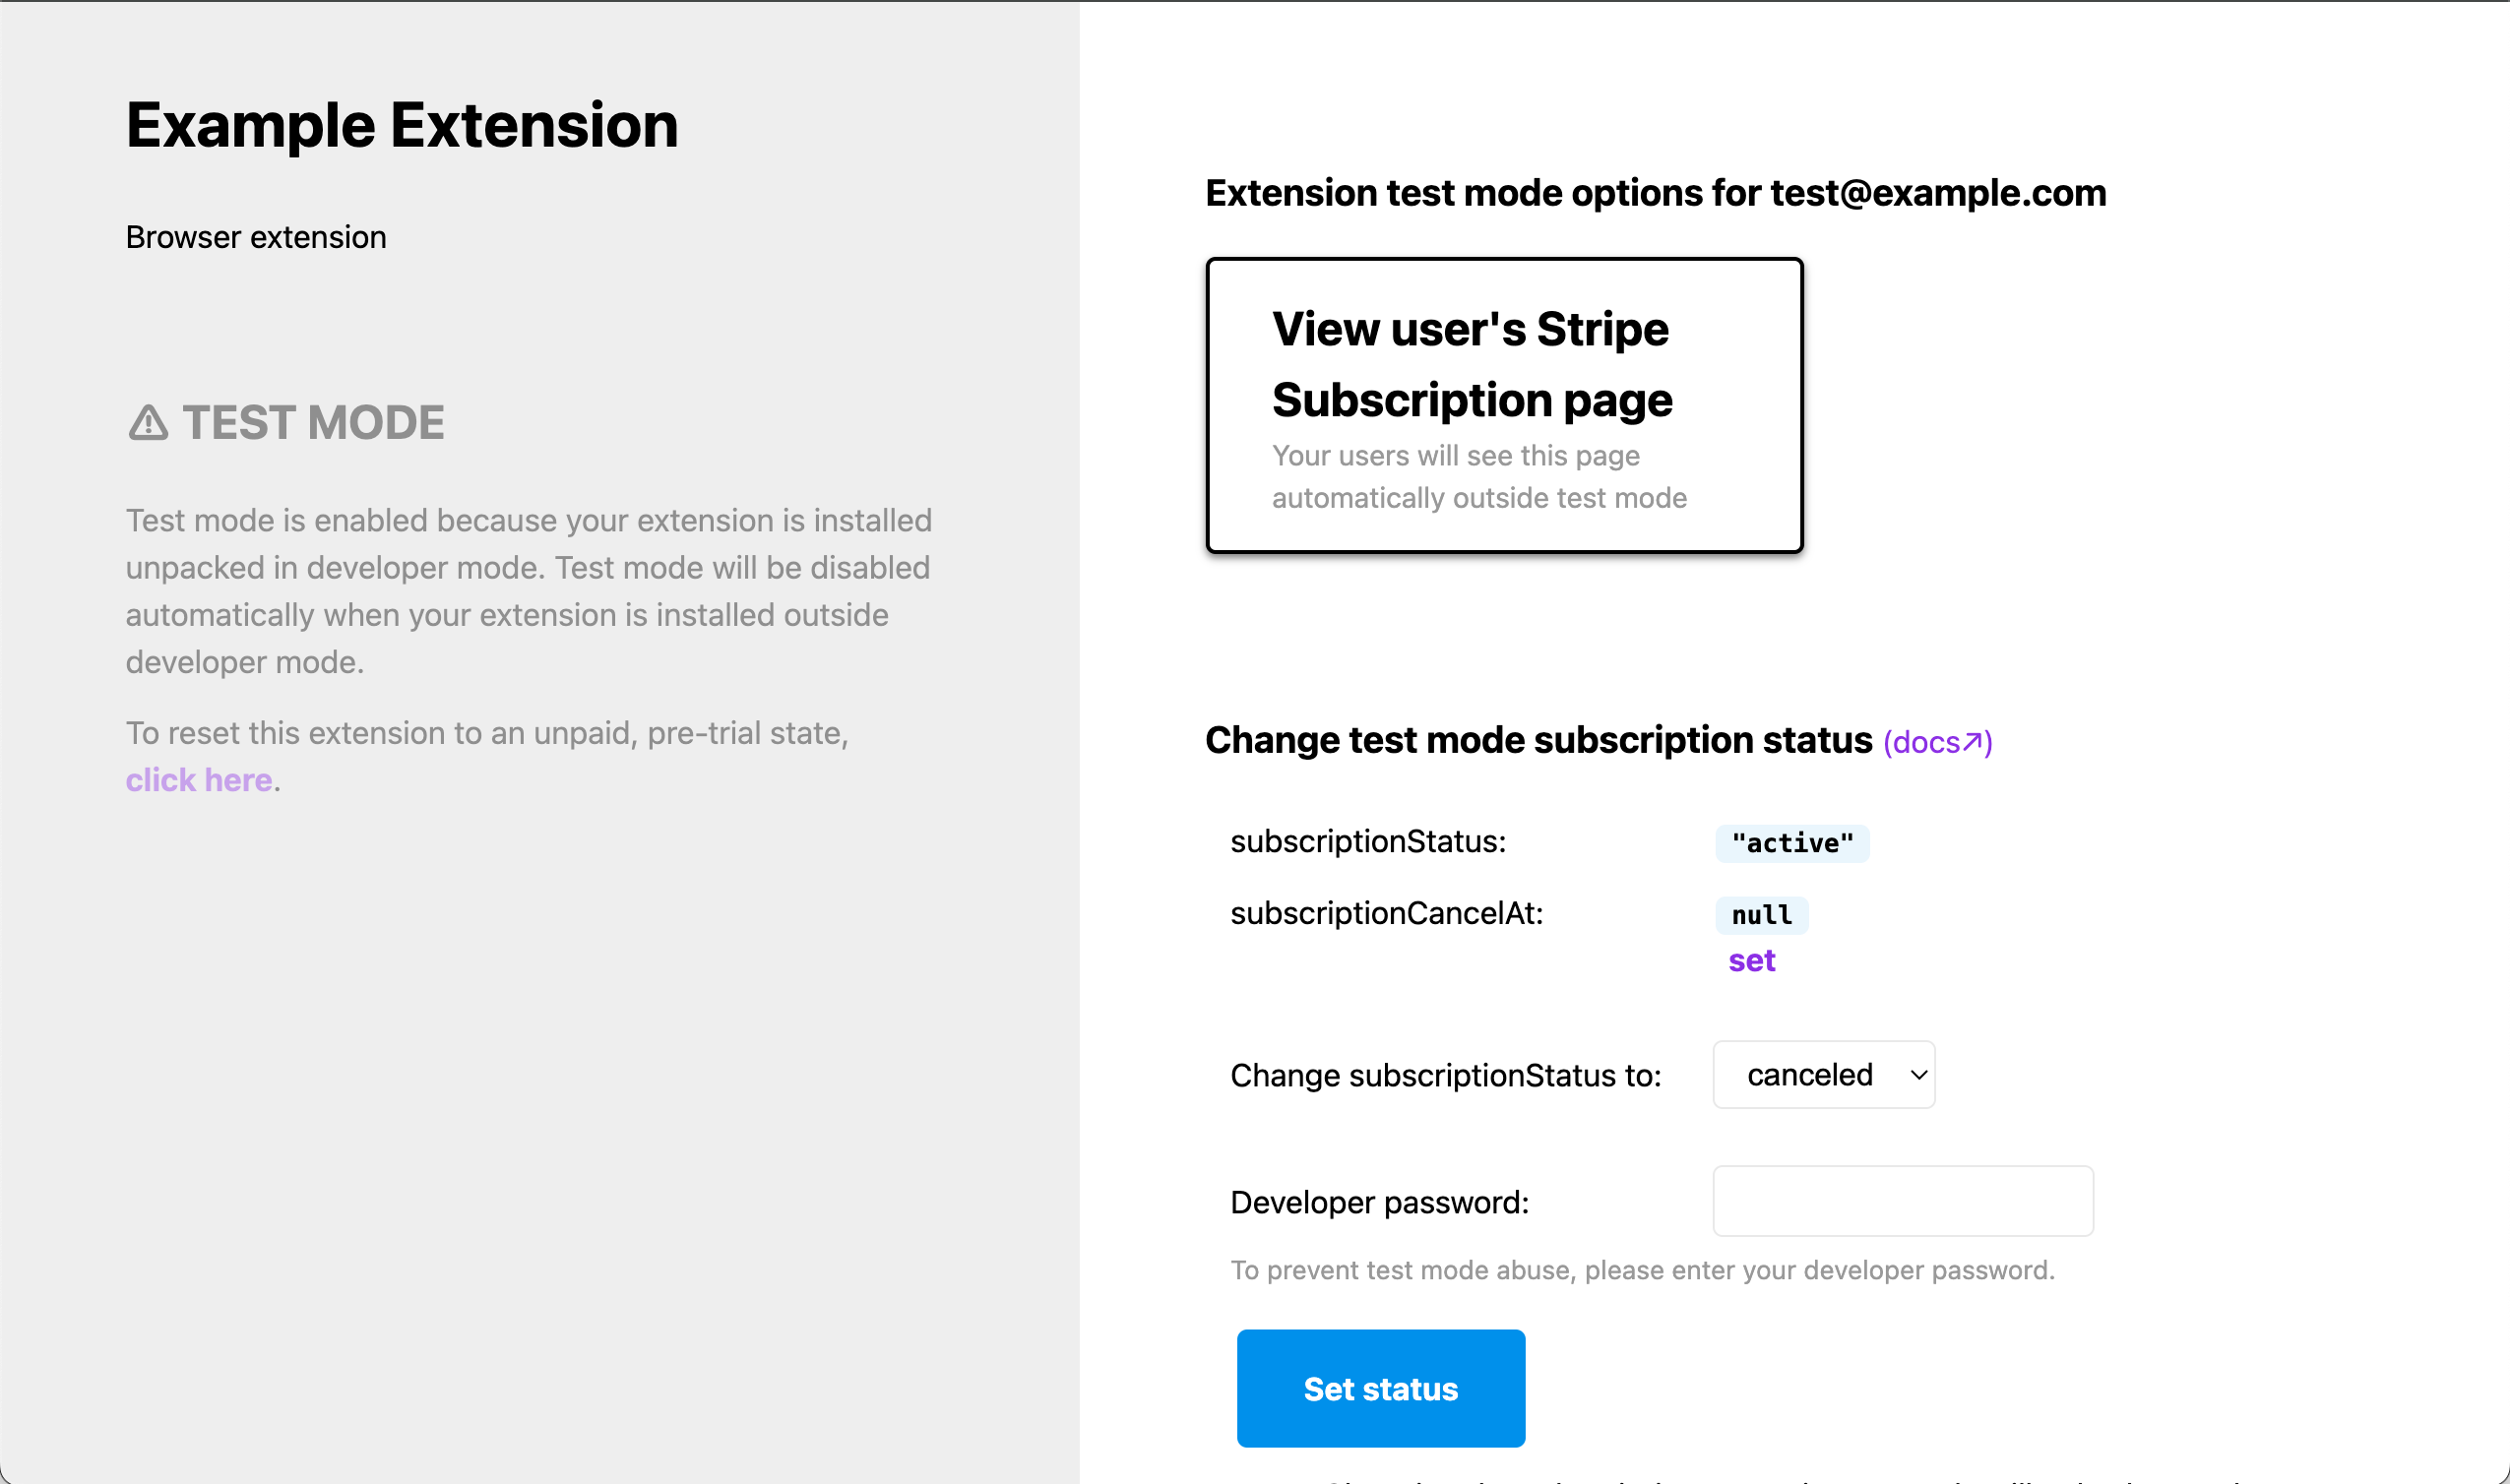 Example Extension
Browser extension
TEST MODE
Test mode is enabled because your extension is installed
unpacked in developer mode. Test mode will be disabled
automatically when your extension is installed outside
developer mode.
To reset this extension to an unpaid, pre-trial state,
click here.
Extension test mode options for test@example.com
View user's Stripe
Subscription page
Your users will see this page
automatically outside test mode
Change test mode subscription status (docs↗)
subscriptionStatus: "active"
subscriptionCancelAt: null
set
Change subscriptionStatus to: canceled
Developer password:
To prevent test mode abuse, please enter your developer password.
Set status